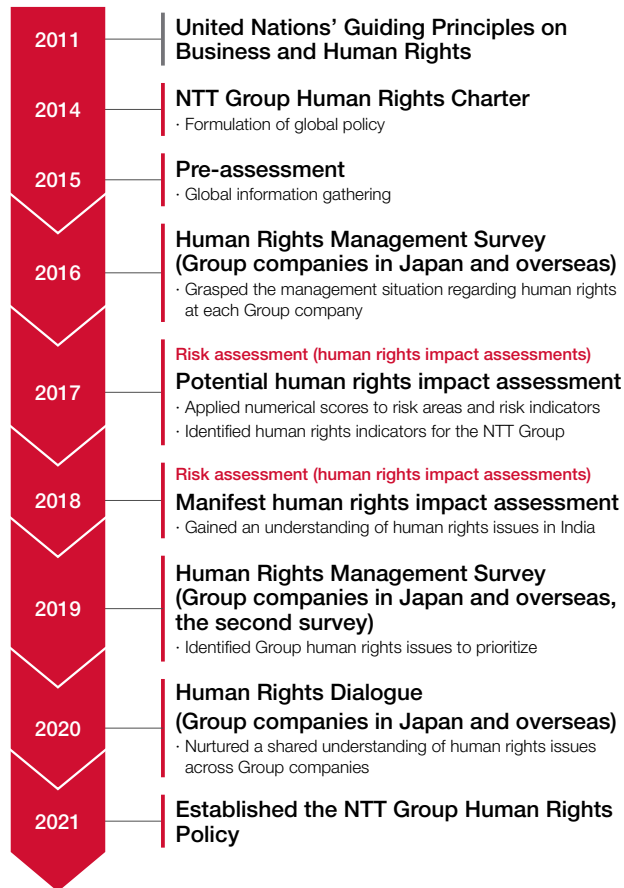 2011
United Nations’ Guiding Principles on
Business and Human Rights
2014
NTT Group Human Rights Charter
· Formulation of global policy
2015
Pre-assessment
· Global information gathering
2016
Human Rights Management Survey
(Group companies in Japan and overseas)
· Grasped the management situation regarding human rights
at each Group company
2017
Risk assessment (human rights impact assessments)
Potential human rights impact assessment
· Applied numerical scores to risk areas and risk indicators
· Identified human rights indicators for the NTT Group
2018
Risk assessment (human rights impact assessments)
Manifest human rights impact assessment
· Gained an understanding of human rights issues in India
2019
Human Rights Management Survey
(Group companies in Japan and overseas,
the second survey)
· Identified Group human rights issues to prioritize
2020
Human Rights Dialogue
(Group companies in Japan and overseas)
· Nurtured a shared understanding of human rights issues
across Group companies
2021
Established the NTT Group Human Rights
Policy